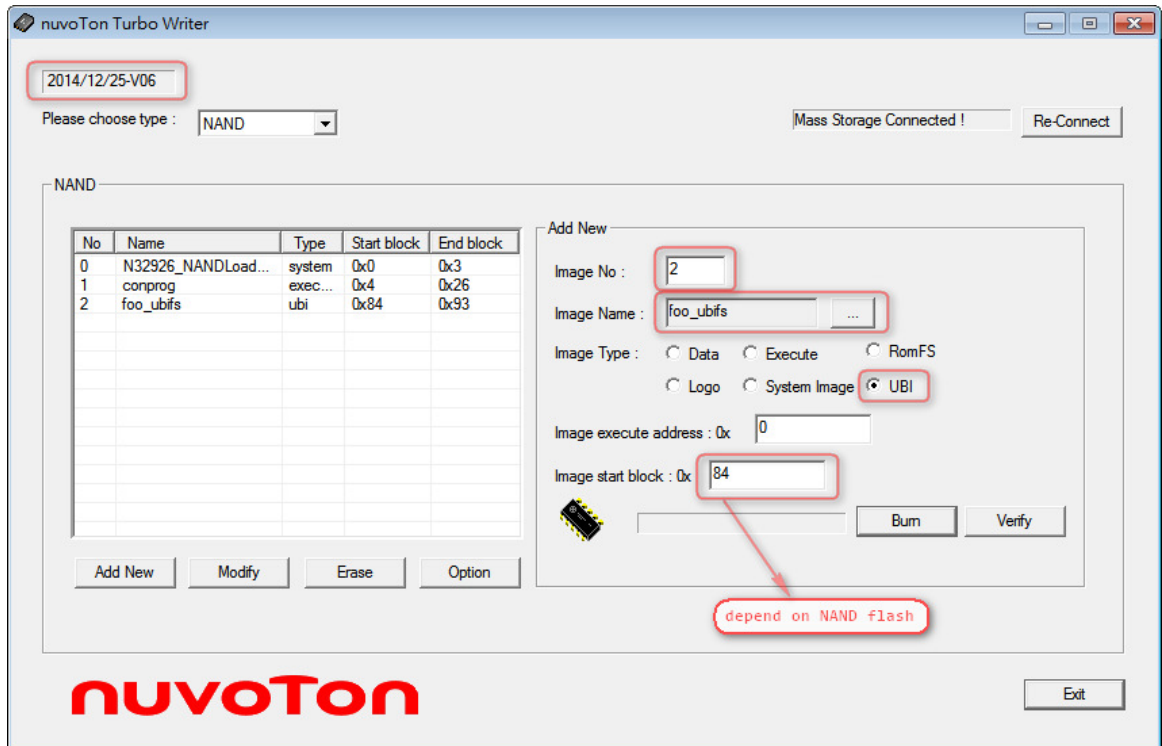 nuvoTon Turbo Writer
2014/12/25-V06
Please choose type :
NAND
Mass Storage Connected !
Re-Connect
NAND
No Name Type Start block End block
0 N32926_NANDLoad... system 0x0 0x3
1 conprog exec... 0x4 0x26
2 foo_ubifs ubi 0x84 0x93
Add New
Modify
Erase
Option
Add New
Image No : 2
Image Name : foo_ubifs ...
Image Type : Data Execute RomFS
Logo System Image UBI
Image execute address : 0x 0
Image start block : 0x 84
Burn
Verify
depend on NAND flash
nuvoTon
Exit